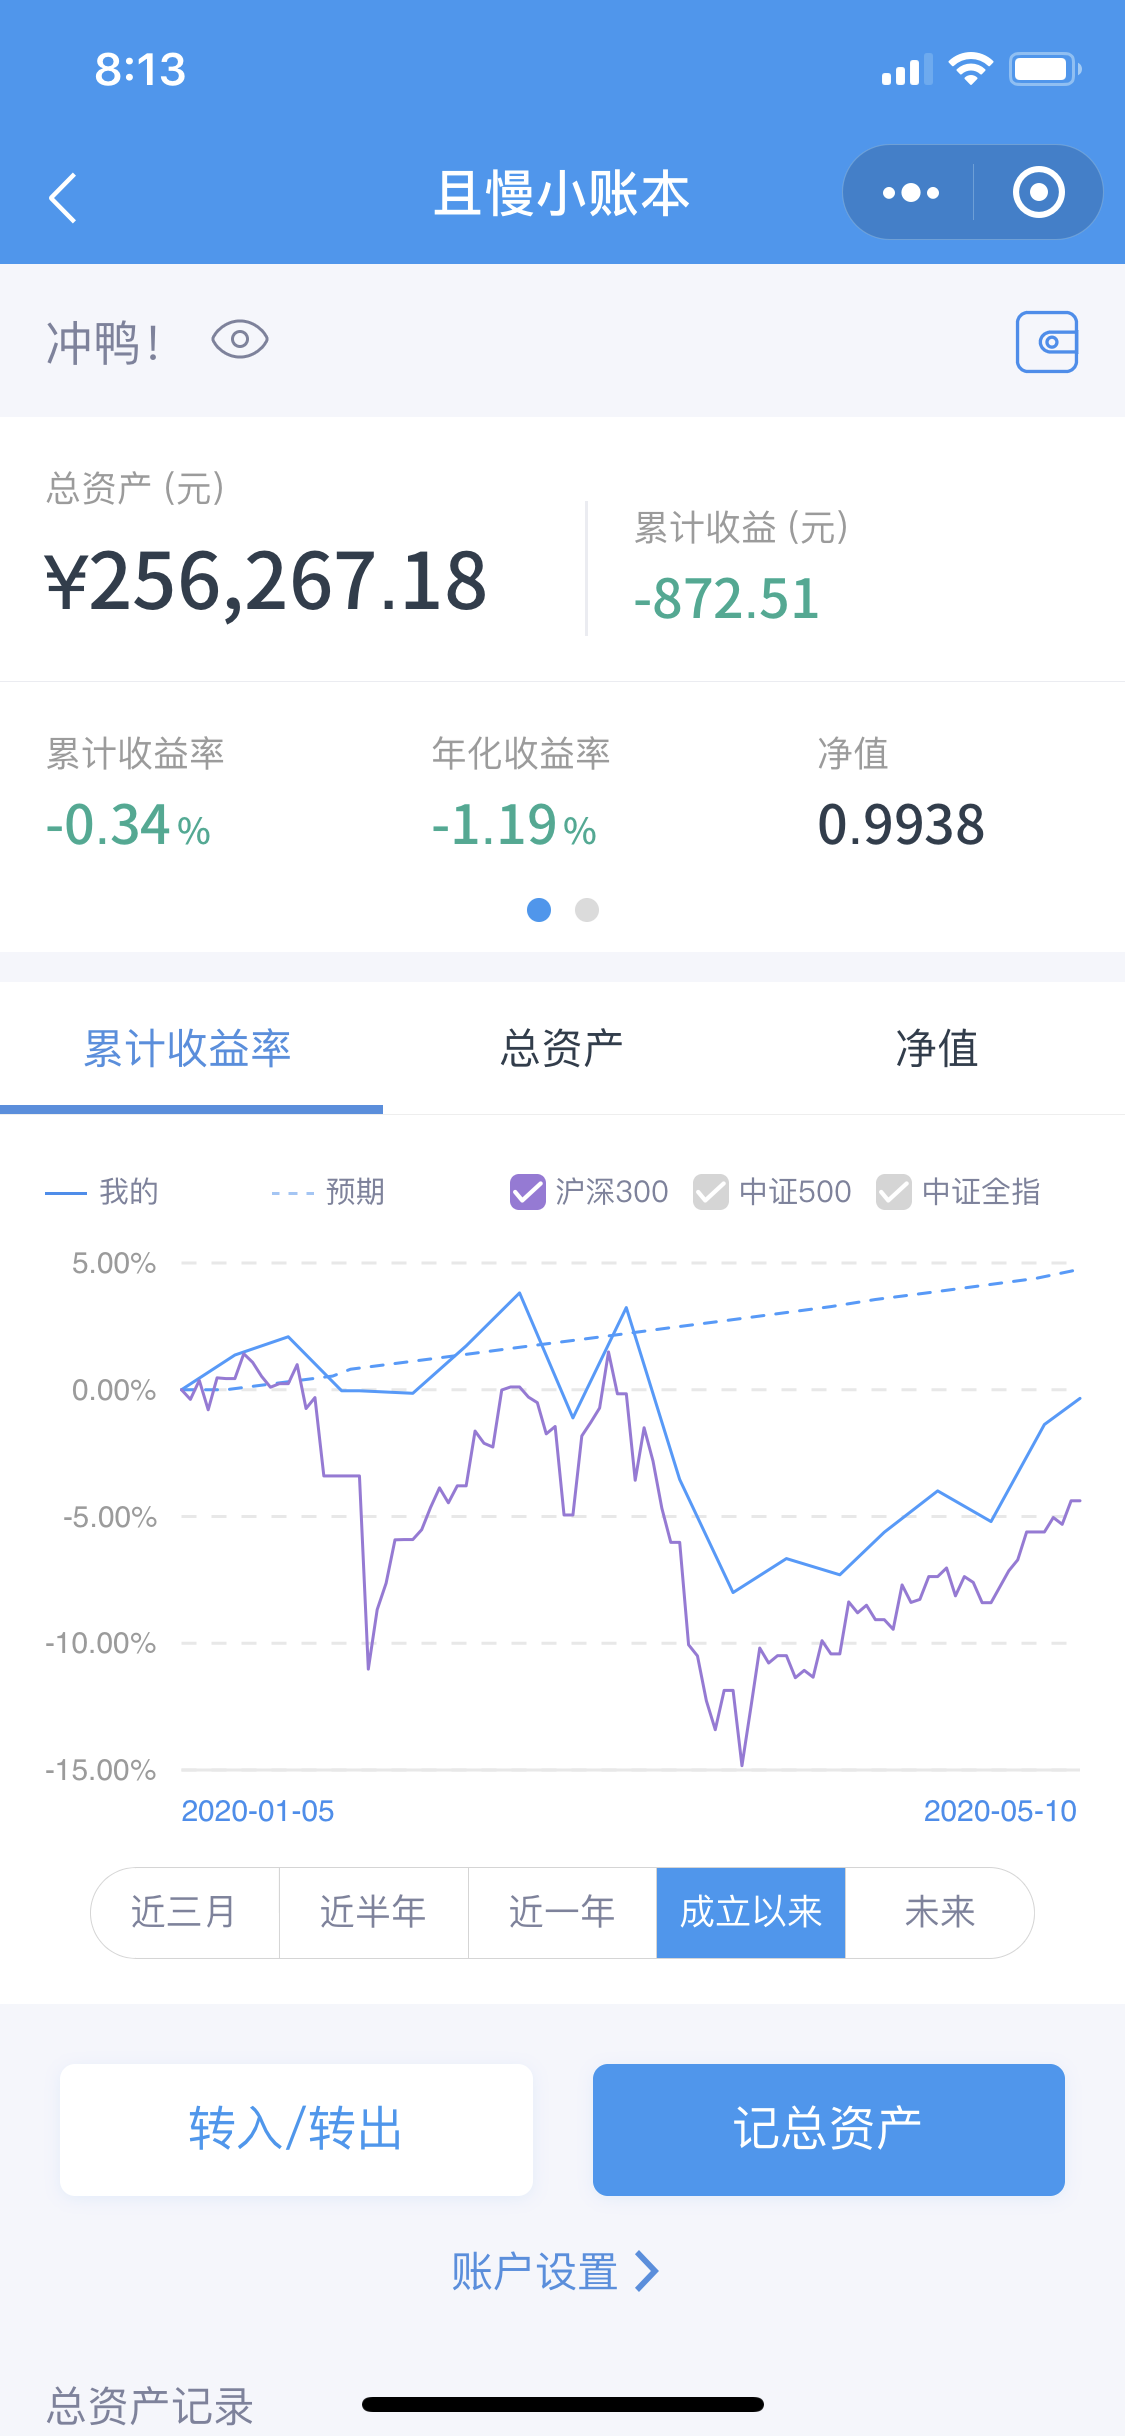 8:13
且慢小账本
冲鸭！
总资产 (元)
¥256,267.18
累计收益 (元)
-872.51
累计收益率
-0.34 %
年化收益率
-1.19 %
净值
0.9938
累计收益率 总资产 净值
我的 预期 沪深300 中证500 中证全指
5.00%
0.00%
-5.00%
-10.00%
-15.00%
2020-01-05 2020-05-10
近三月 近半年 近一年 成立以来 未来
转入/转出 记总资产
账户设置
总资产记录